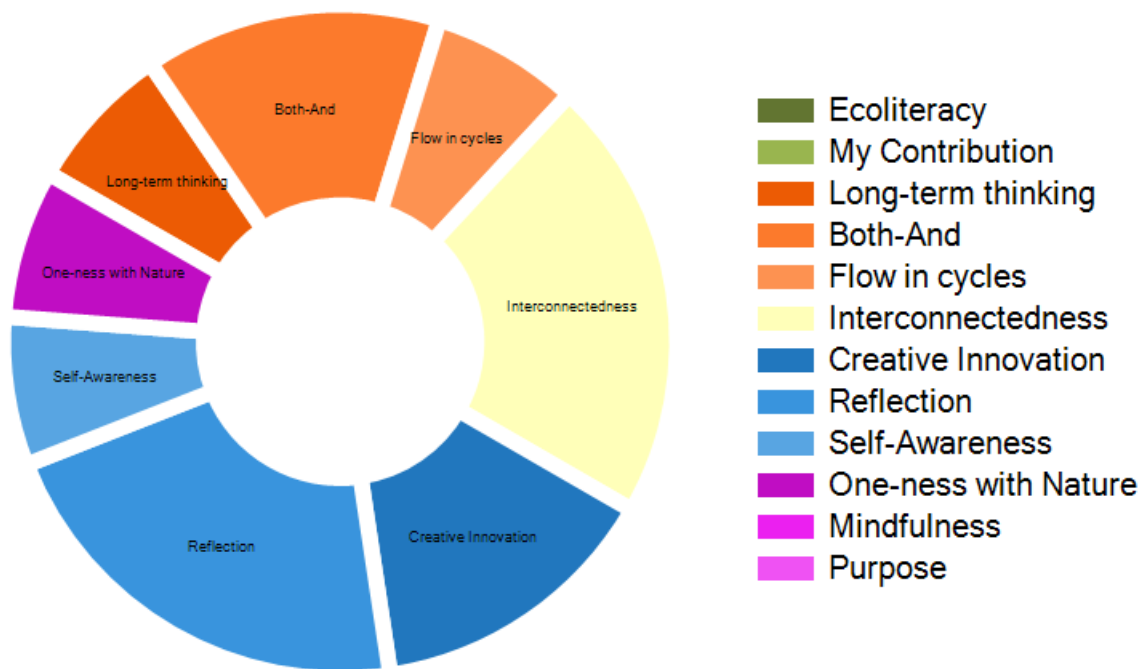 Both-And
Flow in cycles
Long-term thinking
One-ness with Nature
Interconnectedness
Self-Awareness
Reflection
Creative Innovation
Ecoliteracy
My Contribution
Long-term thinking
Both-And
Flow in cycles
Interconnectedness
Creative Innovation
Reflection
Self-Awareness
One-ness with Nature
Mindfulness
Purpose